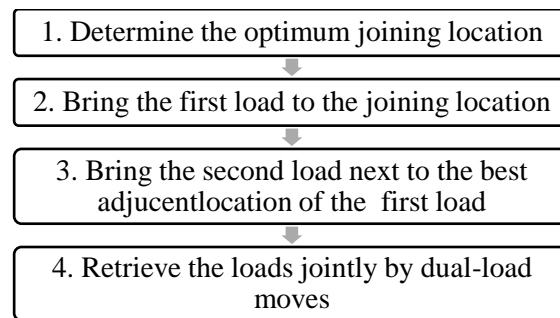 1. Determine the optimum joining location
2. Bring the first load to the joining location
3. Bring the second load next to the best
adjucentlocation of the  first load
4. Retrieve the loads jointly by dual-load
moves